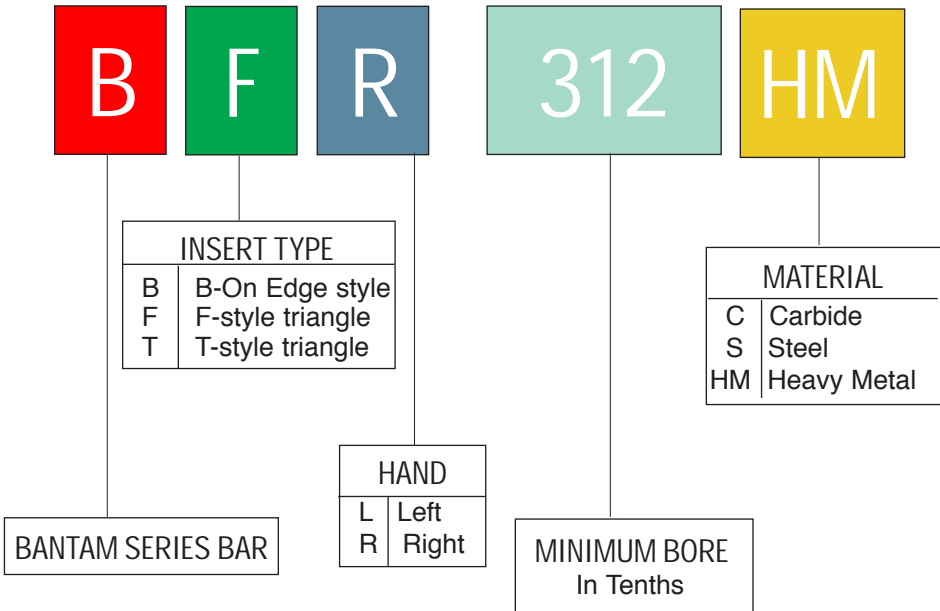 B F R 312 HM
INSERT TYPE
B B-On Edge style
F F-style triangle
T T-style triangle
MATERIAL
C Carbide
S Steel
HM Heavy Metal
HAND
L Left
R Right
BANTAM SERIES BAR
MINIMUM BORE
In Tenths